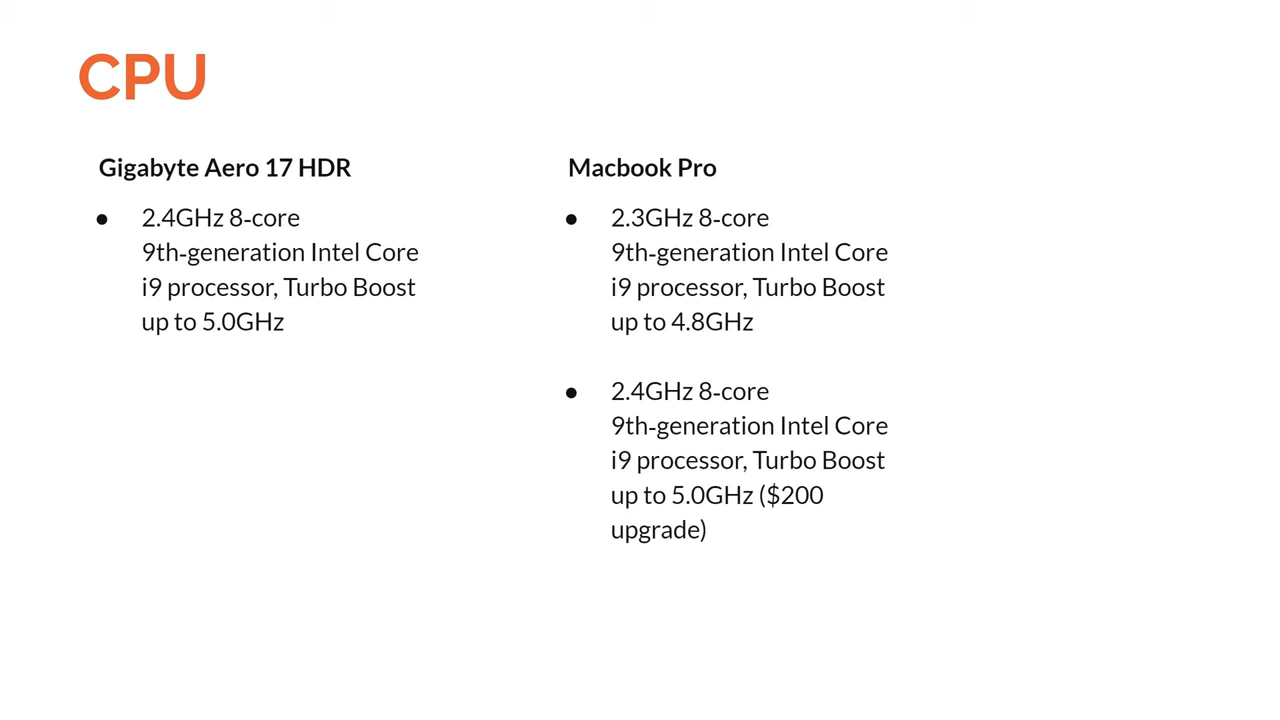 CPU
Gigabyte Aero 17 HDR
● 2.4GHz 8-core
9th-generation Intel Core
i9 processor, Turbo Boost
up to 5.0GHz
Macbook Pro
● 2.3GHz 8-core
9th-generation Intel Core
i9 processor, Turbo Boost
up to 4.8GHz
● 2.4GHz 8-core
9th-generation Intel Core
i9 processor, Turbo Boost
up to 5.0GHz ($200
upgrade)